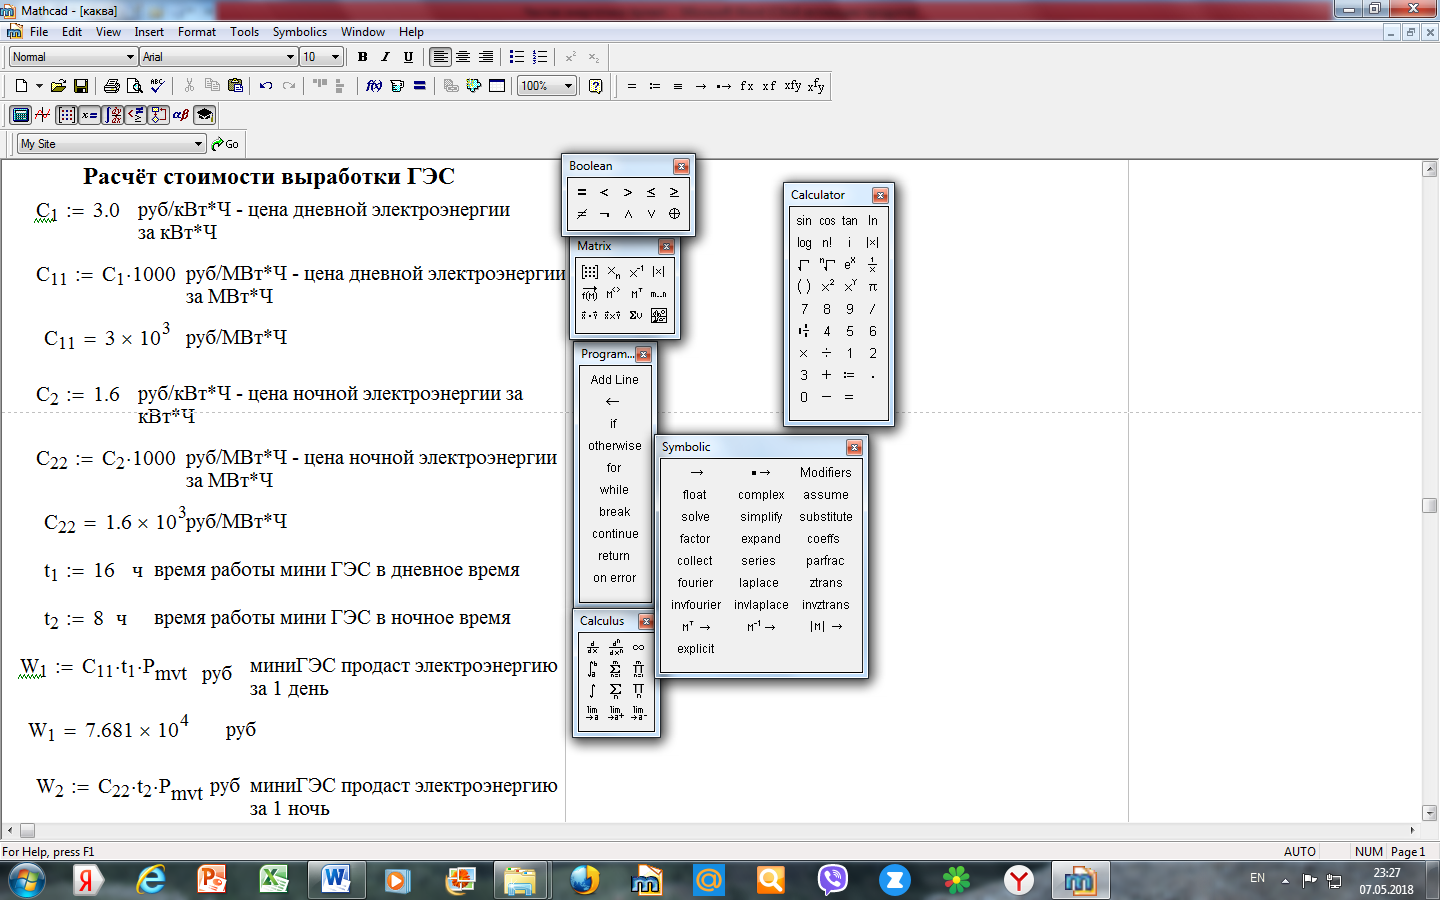 Mathcad - [каква]
File Edit View Insert Format Tools Symbolics Window Help
Normal Arial 10 B I U
100%
My Site Go
Расчёт стоимости выработки ГЭС
C1 := 3.0 руб/кВт*Ч - цена дневной электроэнергии
за кВт*Ч
C11 := C1·1000 руб/МВт*Ч - цена дневной электроэнергии
за МВт*Ч
C11 = 3 × 10^3 руб/МВт*Ч
C2 := 1.6 руб/кВт*Ч - цена ночной электроэнергии за
кВт*Ч
C22 := C2·1000 руб/МВт*Ч - цена ночной электроэнергии
за МВт*Ч
C22 = 1.6 × 10^3 руб/МВт*Ч
t1 := 16 ч время работы мини ГЭС в дневное время
t2 := 8 ч время работы мини ГЭС в ночное время
W1 := C11·t1·Pmvt руб миниГЭС продаст электроэнергию
за 1 день
W1 = 7.681 × 10^4 руб
W2 := C22·t2·Pmvt руб миниГЭС продаст электроэнергию
за 1 ночь
Boolean
= < > ≤ ≥
≠ ¬ ∧ ∨ ⊕
Matrix
Program...
Add Line
←
if
otherwise
for
while
break
continue
return
on error
Calculus
Calculator
sin cos tan ln
log n! i |×|
√ n√ e^x 1/x
( ) ×² ×^Y π
7 8 9 /
4 5 6
× ÷ 1 2
3 + := .
0 − =
Symbolic
→ ▪ → Modifiers
float complex assume
solve simplify substitute
factor expand coeffs
collect series parfrac
fourier laplace ztrans
invfourier invlaplace invztrans
M^T → M^-1 → |M| →
explicit
For Help, press F1 AUTO NUM Page 1
EN 23:27
07.05.2018